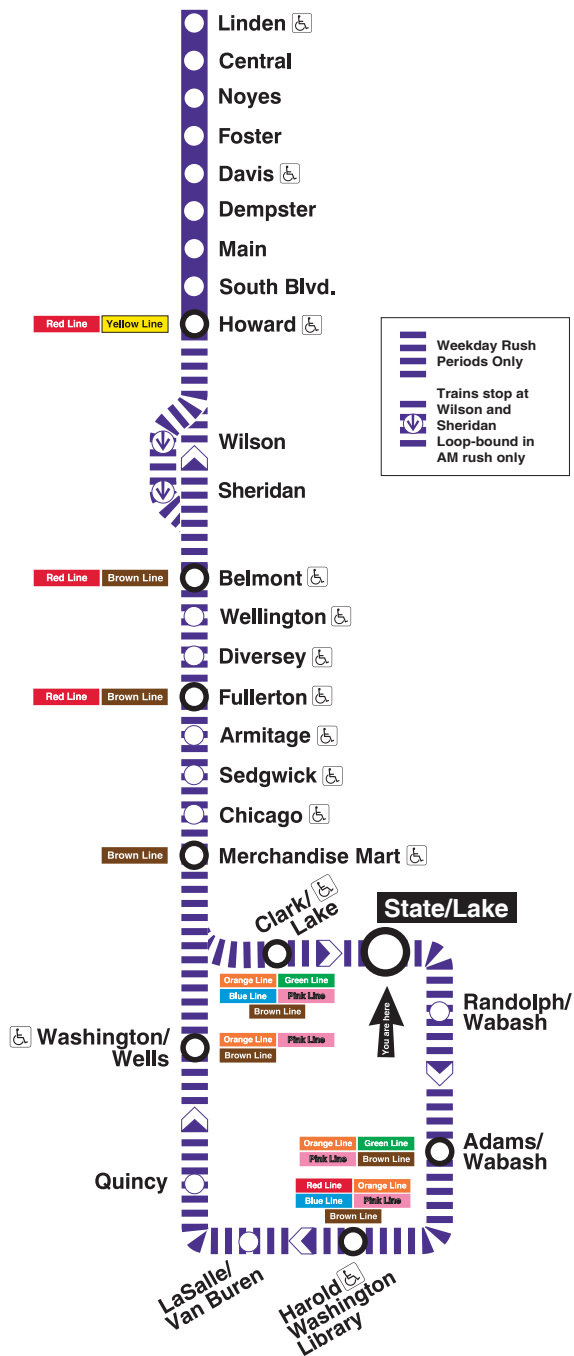 Linden
Central
Noyes
Foster
Davis
Dempster
Main
South Blvd.
Red Line Yellow Line Howard
Weekday Rush
Periods Only
Trains stop at
Wilson and
Sheridan
Loop-bound in
AM rush only
Wilson
Sheridan
Red Line Brown Line Belmont
Wellington
Diversey
Red Line Brown Line Fullerton
Armitage
Sedgwick
Chicago
Brown Line Merchandise Mart
Clark/
Lake
State/Lake
Orange Line Green Line
Blue Line Pink Line
Brown Line
You are here
Randolph/
Wabash
Washington/
Wells
Orange Line Pink Line
Brown Line
Orange Line Green Line
Pink Line Brown Line
Adams/
Wabash
Quincy
Red Line Orange Line
Blue Line Pink Line
Brown Line
LaSalle/
Van Buren
Harold
Washington
Library